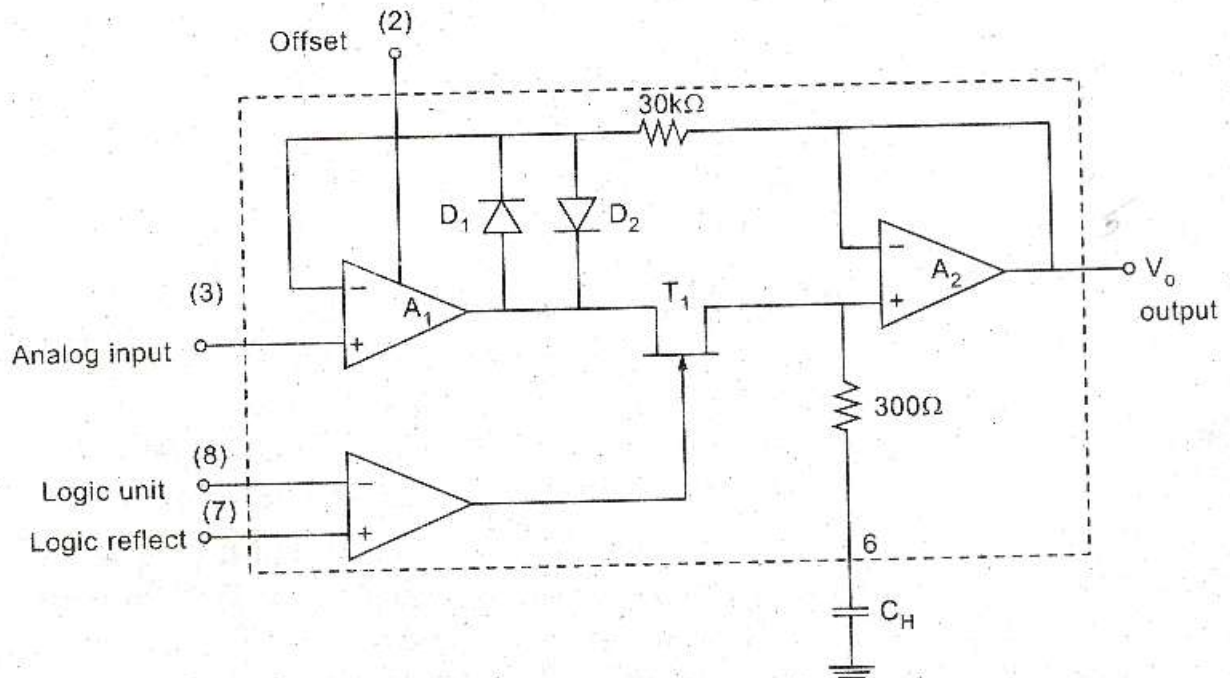 (2)
Offset
30kΩ
D1
D2
(3)
A1
T1
A2
Vo
output
Analog input
300Ω
(8)
Logic unit
(7)
Logic reflect
6
CH
-
+
-
+
-
+